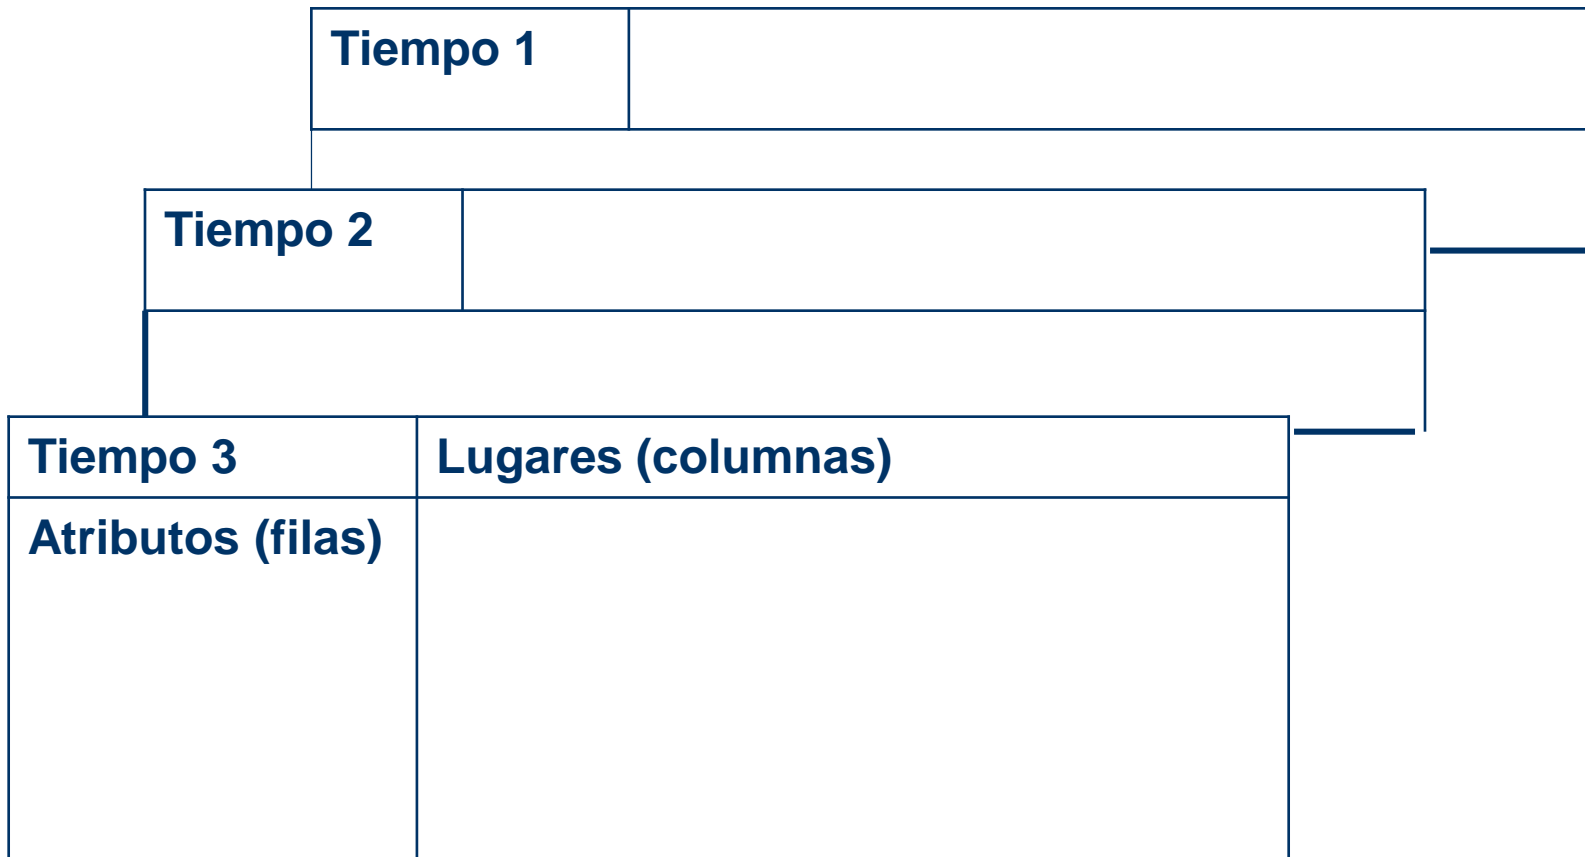 Tiempo 1
Tiempo 2
Tiempo 3
Lugares (columnas)
Atributos (filas)